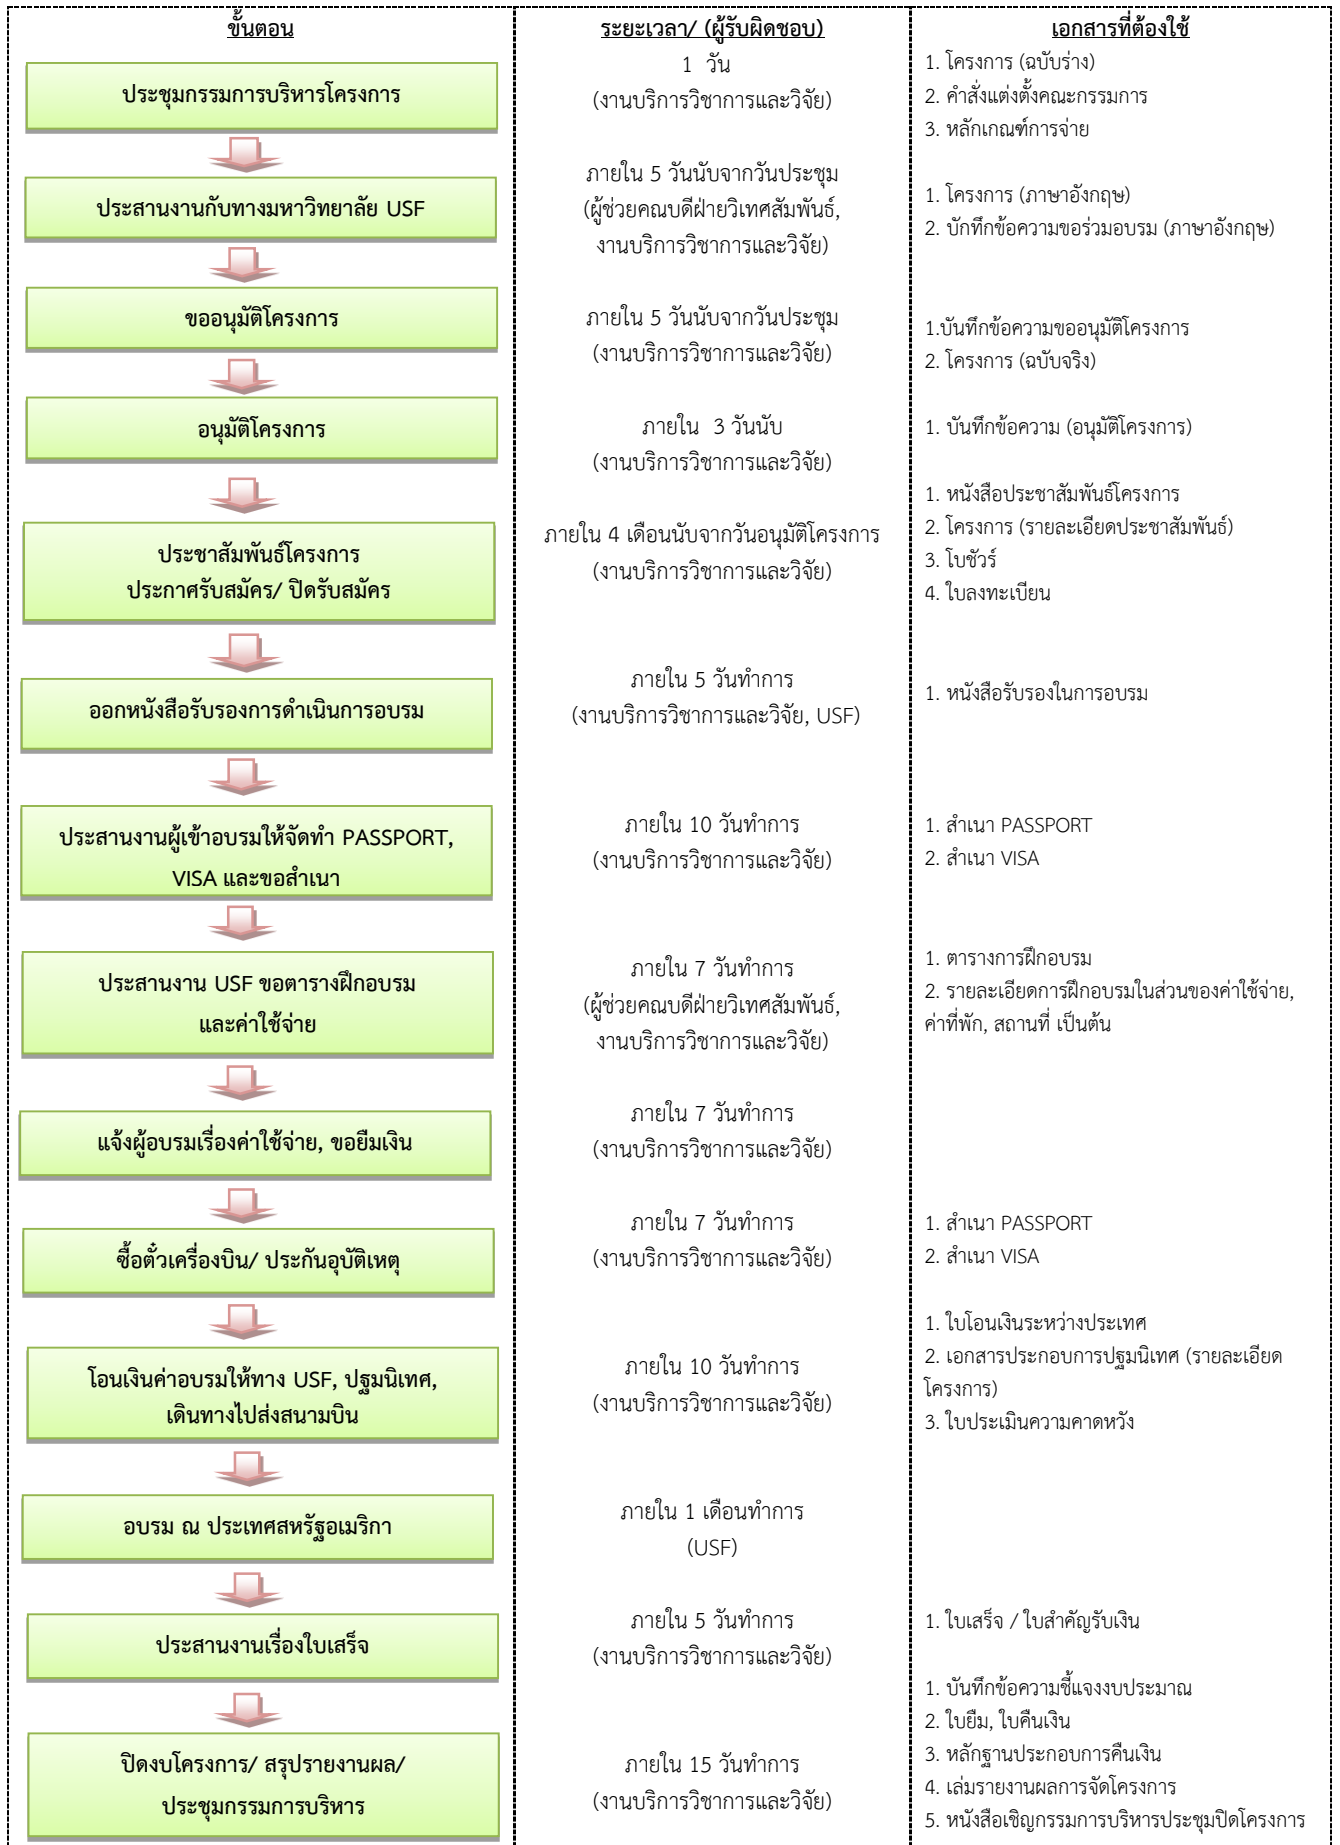 ขั้นตอน
ระยะเวลา/ (ผู้รับผิดชอบ)
เอกสารที่ต้องใช้
ประชุมกรรมการบริหารโครงการ
1 วัน
(งานบริการวิชาการและวิจัย)
1. โครงการ (ฉบับร่าง)
2. คำสั่งแต่งตั้งคณะกรรมการ
3. หลักเกณฑ์การจ่าย
ประสานงานกับทางมหาวิทยาลัย USF
ภายใน 5 วันนับจากวันประชุม
(ผู้ช่วยคณบดีฝ่ายวิเทศสัมพันธ์,
งานบริการวิชาการและวิจัย)
1. โครงการ (ภาษาอังกฤษ)
2. บักทึกข้อความขอร่วมอบรม (ภาษาอังกฤษ)
ขออนุมัติโครงการ
ภายใน 5 วันนับจากวันประชุม
(งานบริการวิชาการและวิจัย)
1.บันทึกข้อความขออนุมัติโครงการ
2. โครงการ (ฉบับจริง)
อนุมัติโครงการ
ภายใน 3 วันนับ
(งานบริการวิชาการและวิจัย)
1. บันทึกข้อความ (อนุมัติโครงการ)
ประชาสัมพันธ์โครงการ
ประกาศรับสมัคร/ ปิดรับสมัคร
ภายใน 4 เดือนนับจากวันอนุมัติโครงการ
(งานบริการวิชาการและวิจัย)
1. หนังสือประชาสัมพันธ์โครงการ
2. โครงการ (รายละเอียดประชาสัมพันธ์)
3. โบชัวร์
4. ใบลงทะเบียน
ออกหนังสือรับรองการดำเนินการอบรม
ภายใน 5 วันทำการ
(งานบริการวิชาการและวิจัย, USF)
1. หนังสือรับรองในการอบรม
ประสานงานผู้เข้าอบรมให้จัดทำ PASSPORT,
VISA และขอสำเนา
ภายใน 10 วันทำการ
(งานบริการวิชาการและวิจัย)
1. สำเนา PASSPORT
2. สำเนา VISA
ประสานงาน USF ขอตารางฝึกอบรม
และค่าใช้จ่าย
ภายใน 7 วันทำการ
(ผู้ช่วยคณบดีฝ่ายวิเทศสัมพันธ์,
งานบริการวิชาการและวิจัย)
1. ตารางการฝึกอบรม
2. รายละเอียดการฝึกอบรมในส่วนของค่าใช้จ่าย,
ค่าที่พัก, สถานที่ เป็นต้น
แจ้งผู้อบรมเรื่องค่าใช้จ่าย, ขอยืมเงิน
ภายใน 7 วันทำการ
(งานบริการวิชาการและวิจัย)
ซื้อตั๋วเครื่องบิน/ ประกันอุบัติเหตุ
ภายใน 7 วันทำการ
(งานบริการวิชาการและวิจัย)
1. สำเนา PASSPORT
2. สำเนา VISA
โอนเงินค่าอบรมให้ทาง USF, ปฐมนิเทศ,
เดินทางไปส่งสนามบิน
ภายใน 10 วันทำการ
(งานบริการวิชาการและวิจัย)
1. ใบโอนเงินระหว่างประเทศ
2. เอกสารประกอบการปฐมนิเทศ (รายละเอียด
โครงการ)
3. ใบประเมินความคาดหวัง
อบรม ณ ประเทศสหรัฐอเมริกา
ภายใน 1 เดือนทำการ
(USF)
ประสานงานเรื่องใบเสร็จ
ภายใน 5 วันทำการ
(งานบริการวิชาการและวิจัย)
1. ใบเสร็จ / ใบสำคัญรับเงิน
ปิดงบโครงการ/ สรุปรายงานผล/
ประชุมกรรมการบริหาร
ภายใน 15 วันทำการ
(งานบริการวิชาการและวิจัย)
1. บันทึกข้อความชี้แจงงบประมาณ
2. ใบยืม, ใบคืนเงิน
3. หลักฐานประกอบการคืนเงิน
4. เล่มรายงานผลการจัดโครงการ
5. หนังสือเชิญกรรมการบริหารประชุมปิดโครงการ